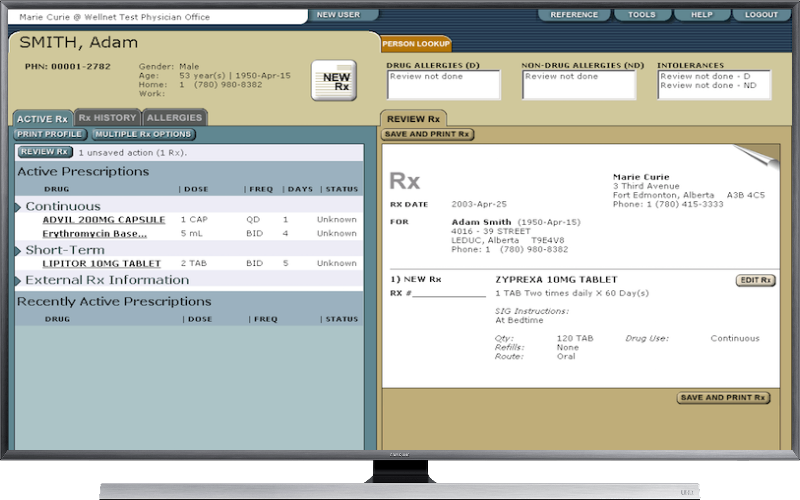 Marie Curie @ Wellnet Test Physician Office
NEW USER
REFERENCE
TOOLS
HELP
LOGOUT
SMITH, Adam
PERSON LOOKUP
PHN: 00001-2782
Gender: Male
Age: 53 year(s) | 1950-Apr-15
Home: 1 (780) 980-8382
Work:
NEW Rx
DRUG ALLERGIES (D)
Review not done
NON-DRUG ALLERGIES (ND)
Review not done
INTOLERANCES
Review not done - D
Review not done - ND
ACTIVE Rx
Rx HISTORY
ALLERGIES
PRINT PROFILE
MULTIPLE Rx OPTIONS
REVIEW Rx
1 unsaved action (1 Rx).
Active Prescriptions
DRUG | DOSE | FREQ | DAYS | STATUS
Continuous
ADVIL 200MG CAPSULE 1 CAP QD 1 Unknown
Erythromycin Base... 5 mL BID 4 Unknown
Short-Term
LIPITOR 10MG TABLET 2 TAB BID 5 Unknown
External Rx Information
Recently Active Prescriptions
DRUG | DOSE | FREQ | STATUS
REVIEW Rx
SAVE AND PRINT Rx
Rx
Marie Curie
3 Third Avenue
Fort Edmonton, Alberta A3B 4C5
Phone: 1 (780) 415-3333
RX DATE 2003-Apr-25
FOR Adam Smith (1950-Apr-15)
4016 - 39 STREET
LEDUC, Alberta T9E4V8
Phone: 1 (780) 980-8382
1) NEW Rx ZYPREXA 10MG TABLET
EDIT Rx
RX #______________ 1 TAB Two times daily X 60 Day(s)
SIG Instructions:
At Bedtime
Qty: 120 TAB Drug Use: Continuous
Refills: None
Route: Oral
SAVE AND PRINT Rx